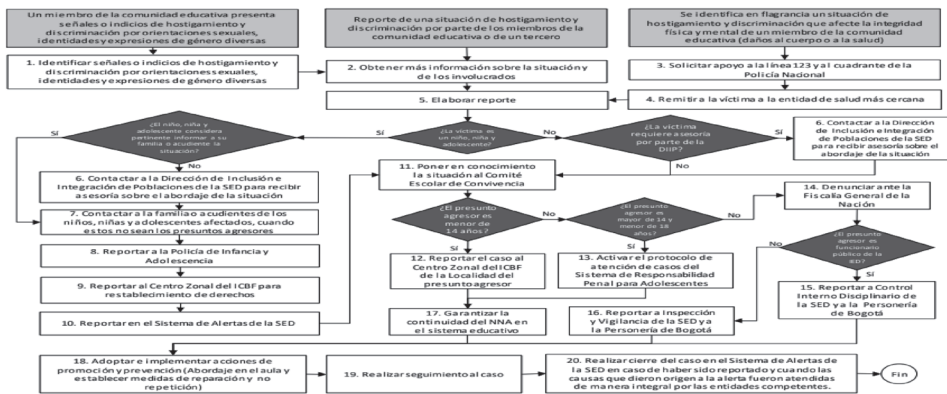 Un miembro de la comunidad educativa presenta
señales o indicios de hostigamiento y
discriminación por orientaciones sexuales,
identidades y expresiones de género diversas
Reporte de una situación de hostigamiento y
discriminación por parte de los miembros de la
comunidad educativa o de un tercero
Se identifica en flagrancia un situación de
hostigamiento y discriminación que afecte la integridad
física y mental de un miembro de la comunidad
educativa (daños al cuerpo o a la salud)
1. Identificar señales o indicios de hostigamiento y
discriminación por orientaciones sexuales,
identidades y expresiones de género diversas
2. Obtener más información sobre la situación y
de los involucrados
3. Solicitar apoyo a la línea 123 y al cuadrante de la
Policía Nacional
5. Elaborar reporte
4. Remitir a la víctima a la entidad de salud más cercana
Sí
¿El niño, niña y
adolescente considera
pertinente informar a su
familia o acudiente la
situación?
Sí
¿La víctima es
un niño, niña y
adolescente?
No
¿La víctima
requiere asesoría
por parte de la
DIIP?
Sí
6. Contactar a la Dirección
de Inclusión e Integración
de Poblaciones de la SED
para recibir asesoría sobre el
abordaje de la situación
No
No
6. Contactar a la Dirección de Inclusión e
Integración de Poblaciones de la SED para recibir
asesoría sobre el abordaje de la situación
11. Poner en conocimiento
la situación al Comité
Escolar de Convivencia
14. Denunciar ante la
Fiscalía General de la
Nación
7. Contactar a la familia o acudientes de los
niños, niñas y adolescentes afectados, cuando
estos no sean los presuntos agresores
¿El presunto
agresor es
menor de
14 años?
No
¿El presunto
agresor es
mayor de 14 y
menor de 18
años?
No
8. Reportar a la Policía de Infancia y
Adolescencia
Sí
Sí
No
¿El presunto
agresor es
funcionario
público de la
SED?
Sí
9. Reportar al Centro Zonal del ICBF para
restablecimiento de derechos
12. Reportar el caso al
Centro Zonal del ICBF
de la Localidad del
presunto agresor
13. Activar el protocolo de
atención de casos del
Sistema de Responsabilidad
Penal para Adolescentes
15. Reportar a Control
Interno Disciplinario de
la SED y a la Personería
de Bogotá
10. Reportar en el Sistema de Alertas de la SED
17. Garantizar la
continuidad del NNA en
el sistema educativo
16. Reportar a Inspección
y Vigilancia de la SED y a
la Personería de Bogotá
18. Adoptar e implementar acciones de
promoción y prevención (Abordaje en el aula y
establecer medidas de reparación y no
repetición)
19. Realizar seguimiento al caso
20. Realizar cierre del caso en el Sistema de Alertas de
la SED en caso de haber sido reportado y cuando las
causas que dieron origen a la alerta fueron atendidas
de manera integral por las entidades competentes.
Fin